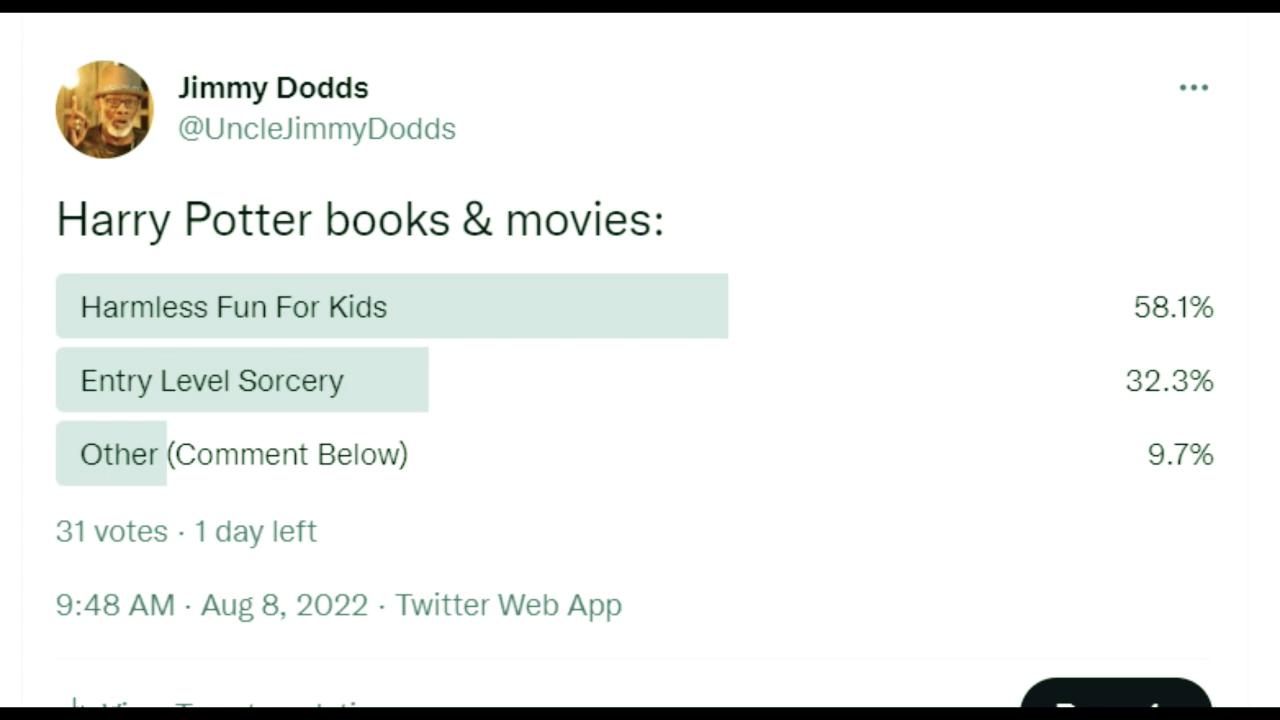 Jimmy Dodds
@UncleJimmyDodds
Harry Potter books & movies:
Harmless Fun For Kids 58.1%
Entry Level Sorcery 32.3%
Other (Comment Below) 9.7%
31 votes · 1 day left
9:48 AM · Aug 8, 2022 · Twitter Web App